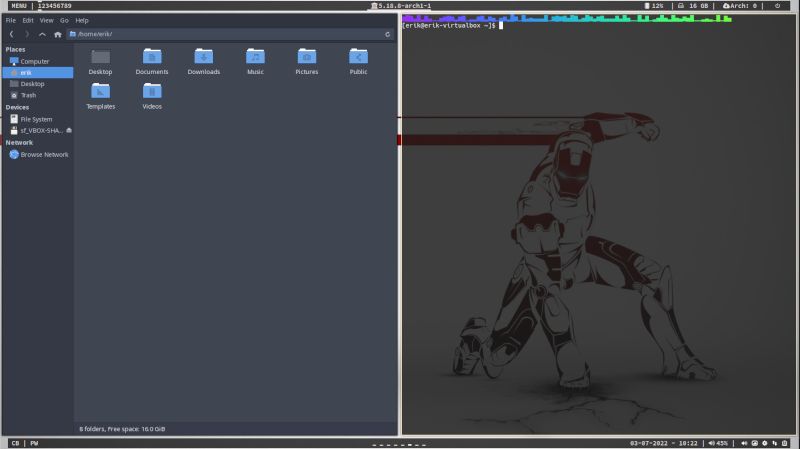 MENU | 123456789
5.18.8-arch1-1
12% | 16 GB | Arch: 0 |
File Edit View Go Help
/home/erik/
Places
Computer
erik
Desktop
Trash
Devices
File System
sf_VBOX-SHA...
Network
Browse Network
Desktop Documents Downloads Music Pictures Public
Templates Videos
8 folders, Free space: 16.0 GiB
[erik@erik-virtualbox ~]$
CB | PW
03-07-2022 - 10:22 | 45% |